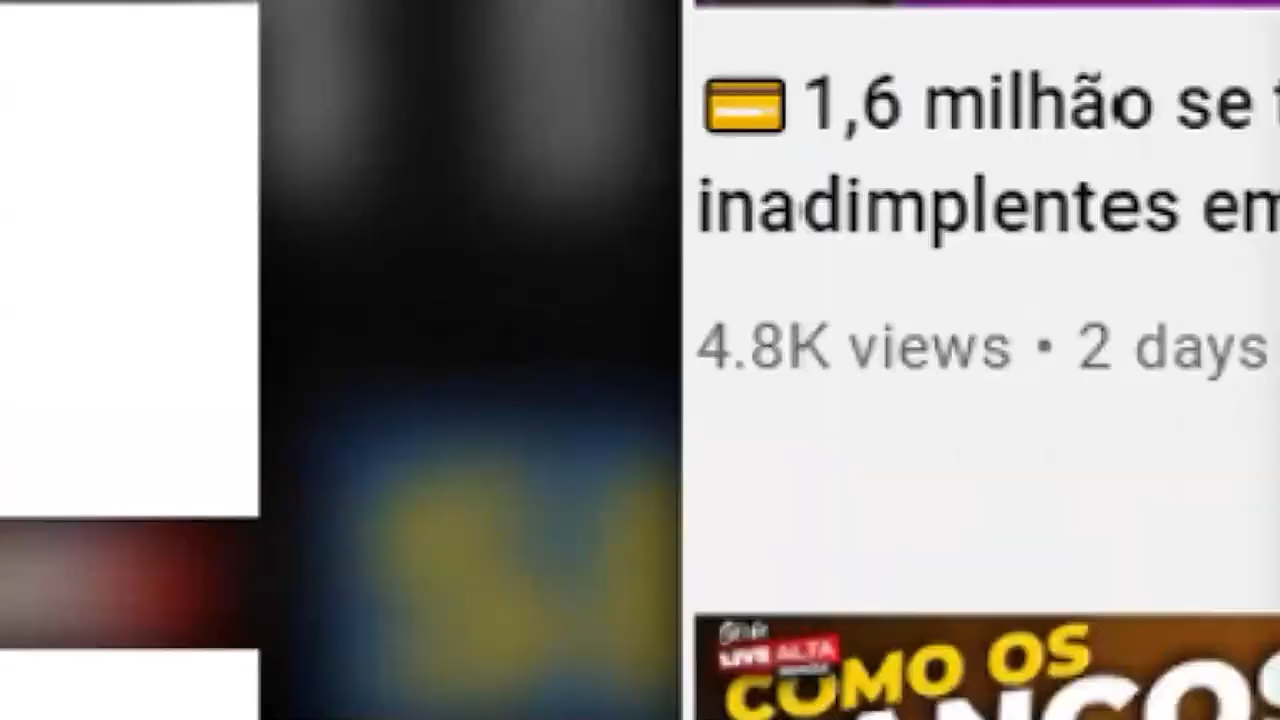 💳 1,6 milhão se
inadimplentes em
4.8K views • 2 days
LIVE ALTA
COMO OS